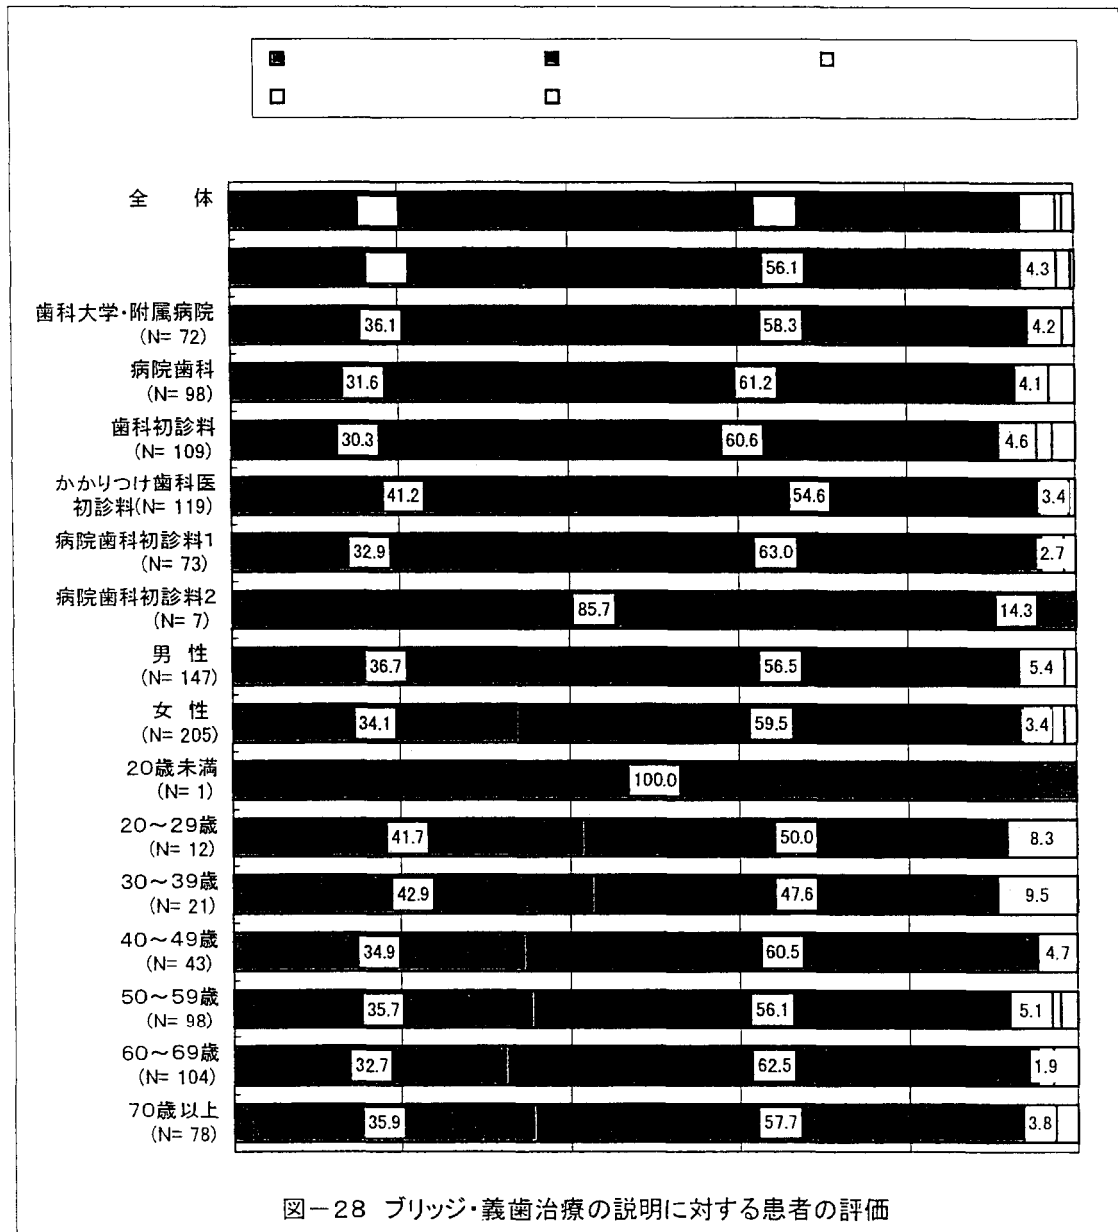 全 体
56.1 4.3
歯科大学・附属病院
(N= 72)
36.1 58.3 4.2
病院歯科
(N= 98)
31.6 61.2 4.1
歯科初診料
(N= 109)
30.3 60.6 4.6
かかりつけ歯科医
初診料(N= 119)
41.2 54.6 3.4
病院歯科初診料1
(N= 73)
32.9 63.0 2.7
病院歯科初診料2
(N= 7)
85.7 14.3
男 性
(N= 147)
36.7 56.5 5.4
女 性
(N= 205)
34.1 59.5 3.4
20歳未満
(N= 1)
100.0
20～29歳
(N= 12)
41.7 50.0 8.3
30～39歳
(N= 21)
42.9 47.6 9.5
40～49歳
(N= 43)
34.9 60.5 4.7
50～59歳
(N= 98)
35.7 56.1 5.1
60～69歳
(N= 104)
32.7 62.5 1.9
70歳以上
(N= 78)
35.9 57.7 3.8
図－28 ブリッジ・義歯治療の説明に対する患者の評価